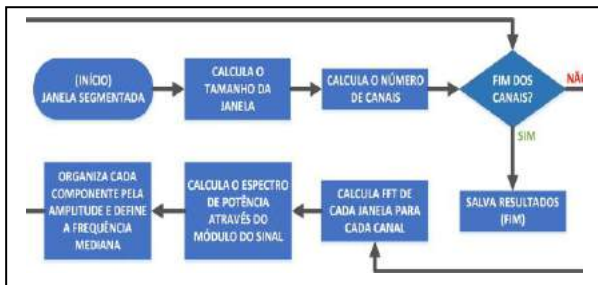 (INÍCIO)
JANELA SEGMENTADA
CALCULA O
TAMANHO DA
JANELA
CALCULA O NÚMERO
DE CANAIS
FIM DOS
CANAIS?
NÃO
SIM
SALVA RESULTADOS
(FIM)
CALCULA FFT DE
CADA JANELA PARA
CADA CANAL
CALCULA O ESPECTRO
DE POTÊNCIA
ATRAVÉS DO
MÓDULO DO SINAL
ORGANIZA CADA
COMPONENTE PELA
AMPLITUDE E DEFINE
A FREQUÊNCIA
MEDIANA